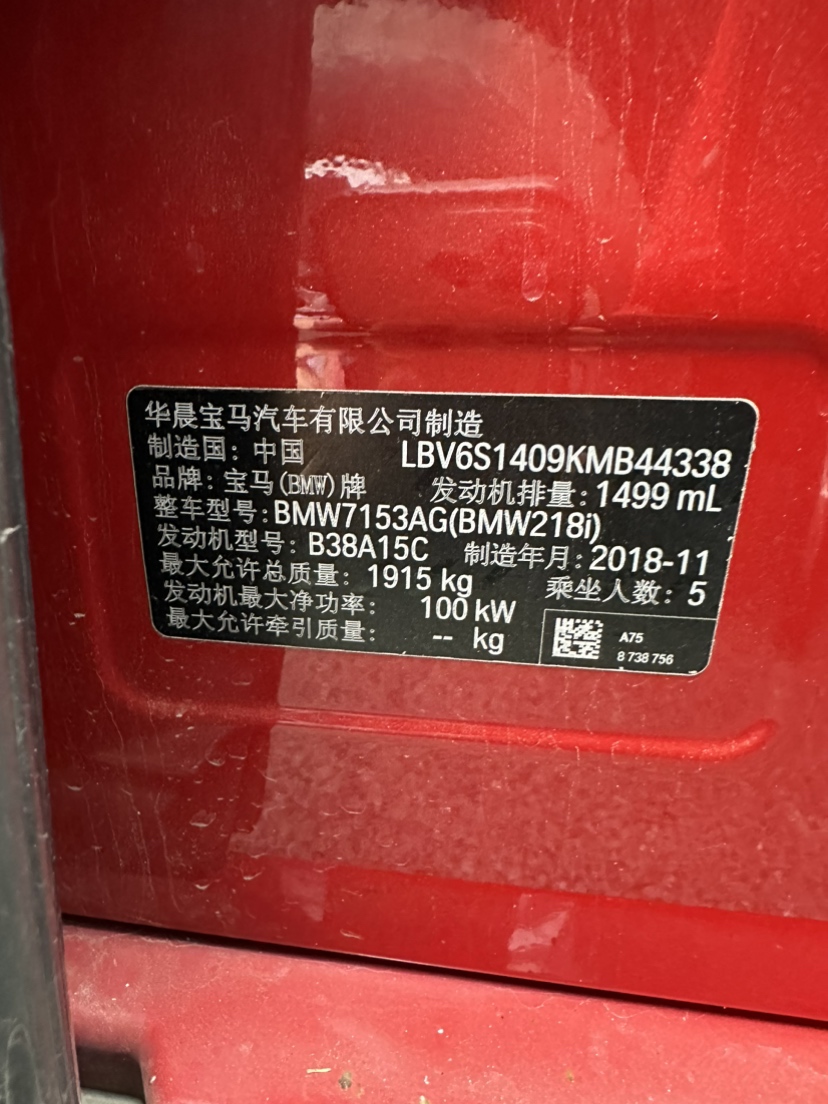 华晨宝马汽车有限公司制造
制造国：中国 LBV6S1409KMB44338
品牌：宝马(BMW)牌 发动机排量：1499 mL
整车型号：BMW7153AG(BMW218i)
发动机型号：B38A15C 制造年月：2018-11
最大允许总质量：1915 kg 乘坐人数：5
发动机最大净功率：100 kW
最大允许牵引质量：-- kg
A75
8 738 756